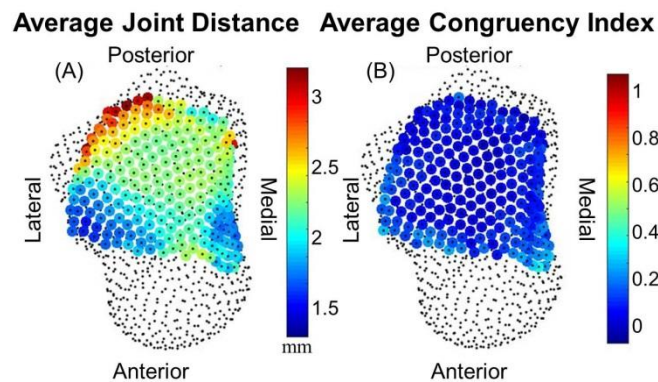 Average Joint Distance
Average Congruency Index
(A)
Posterior
Lateral
Medial
Anterior
3
2.5
2
1.5
mm
(B)
Posterior
Lateral
Medial
Anterior
1
0.8
0.6
0.4
0.2
0